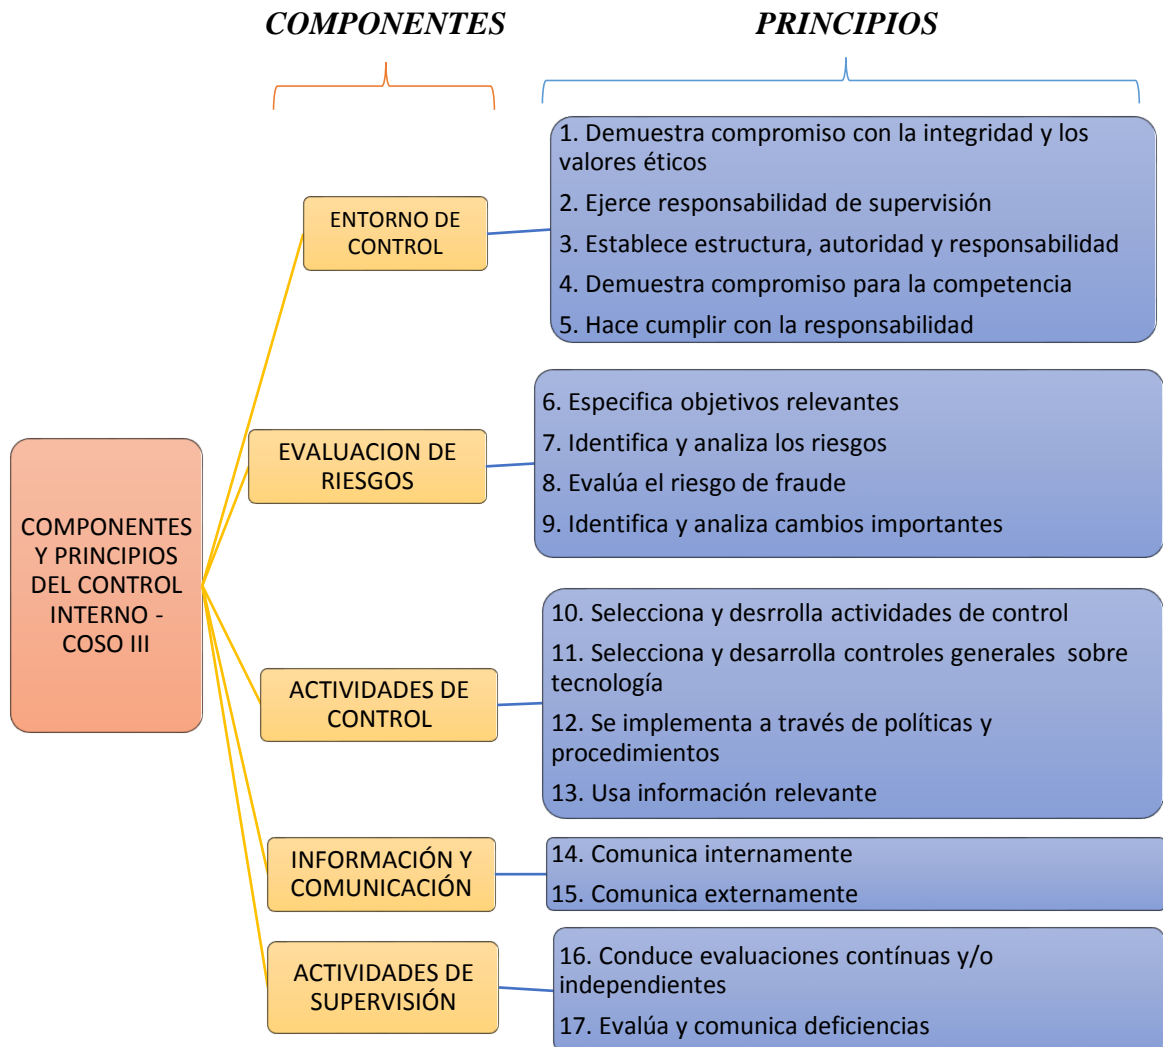 COMPONENTES
PRINCIPIOS
COMPONENTES
Y PRINCIPIOS
DEL CONTROL
INTERNO -
COSO III
ENTORNO DE
CONTROL
1. Demuestra compromiso con la integridad y los
valores éticos
2. Ejerce responsabilidad de supervisión
3. Establece estructura, autoridad y responsabilidad
4. Demuestra compromiso para la competencia
5. Hace cumplir con la responsabilidad
EVALUACION DE
RIESGOS
6. Especifica objetivos relevantes
7. Identifica y analiza los riesgos
8. Evalúa el riesgo de fraude
9. Identifica y analiza cambios importantes
ACTIVIDADES DE
CONTROL
10. Selecciona y desrrolla actividades de control
11. Selecciona y desarrolla controles generales sobre
tecnología
12. Se implementa a través de políticas y
procedimientos
13. Usa información relevante
INFORMACIÓN Y
COMUNICACIÓN
14. Comunica internamente
15. Comunica externamente
ACTIVIDADES DE
SUPERVISIÓN
16. Conduce evaluaciones contínuas y/o
independientes
17. Evalúa y comunica deficiencias